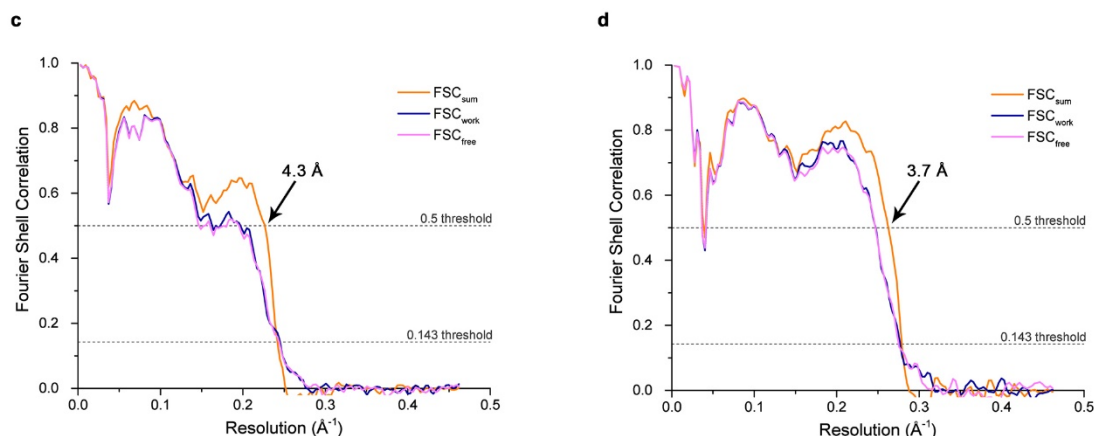 c
Fourier Shell Correlation
1.0
0.8
0.6
0.4
0.2
0.0
FSCsum
FSCwork
FSCfree
4.3 Å
0.5 threshold
0.143 threshold
0.0
0.1
0.2
0.3
0.4
0.5
Resolution (Å⁻¹)
d
Fourier Shell Correlation
1.0
0.8
0.6
0.4
0.2
0.0
FSCsum
FSCwork
FSCfree
3.7 Å
0.5 threshold
0.143 threshold
0.0
0.1
0.2
0.3
0.4
0.5
Resolution (Å⁻¹)